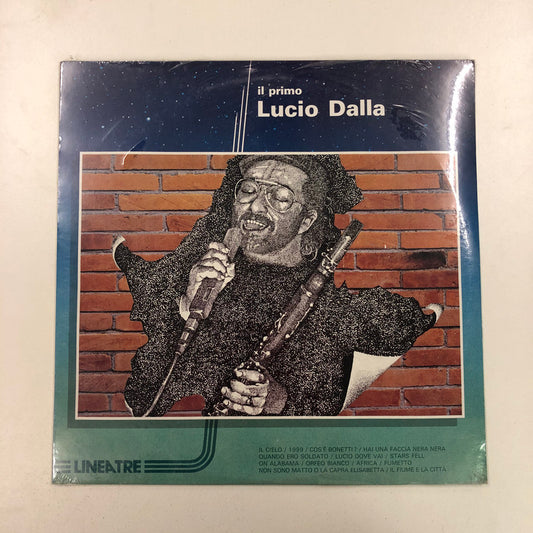 il primo
Lucio Dalla
IL CIELO / 1999 / COS'È BONETTI? / HAI UNA FACCIA NERA NERA
QUANDO ERO SOLDATO / LUCIO DOVE VAI / STARS FELL
ON ALABAMA / ORFEO BIANCO / AFRICA / FUMETTO
NON SONO MATTO O LA CAPRA ELISABETTA / IL FIUME E LA CITTÀ
LINEATRE